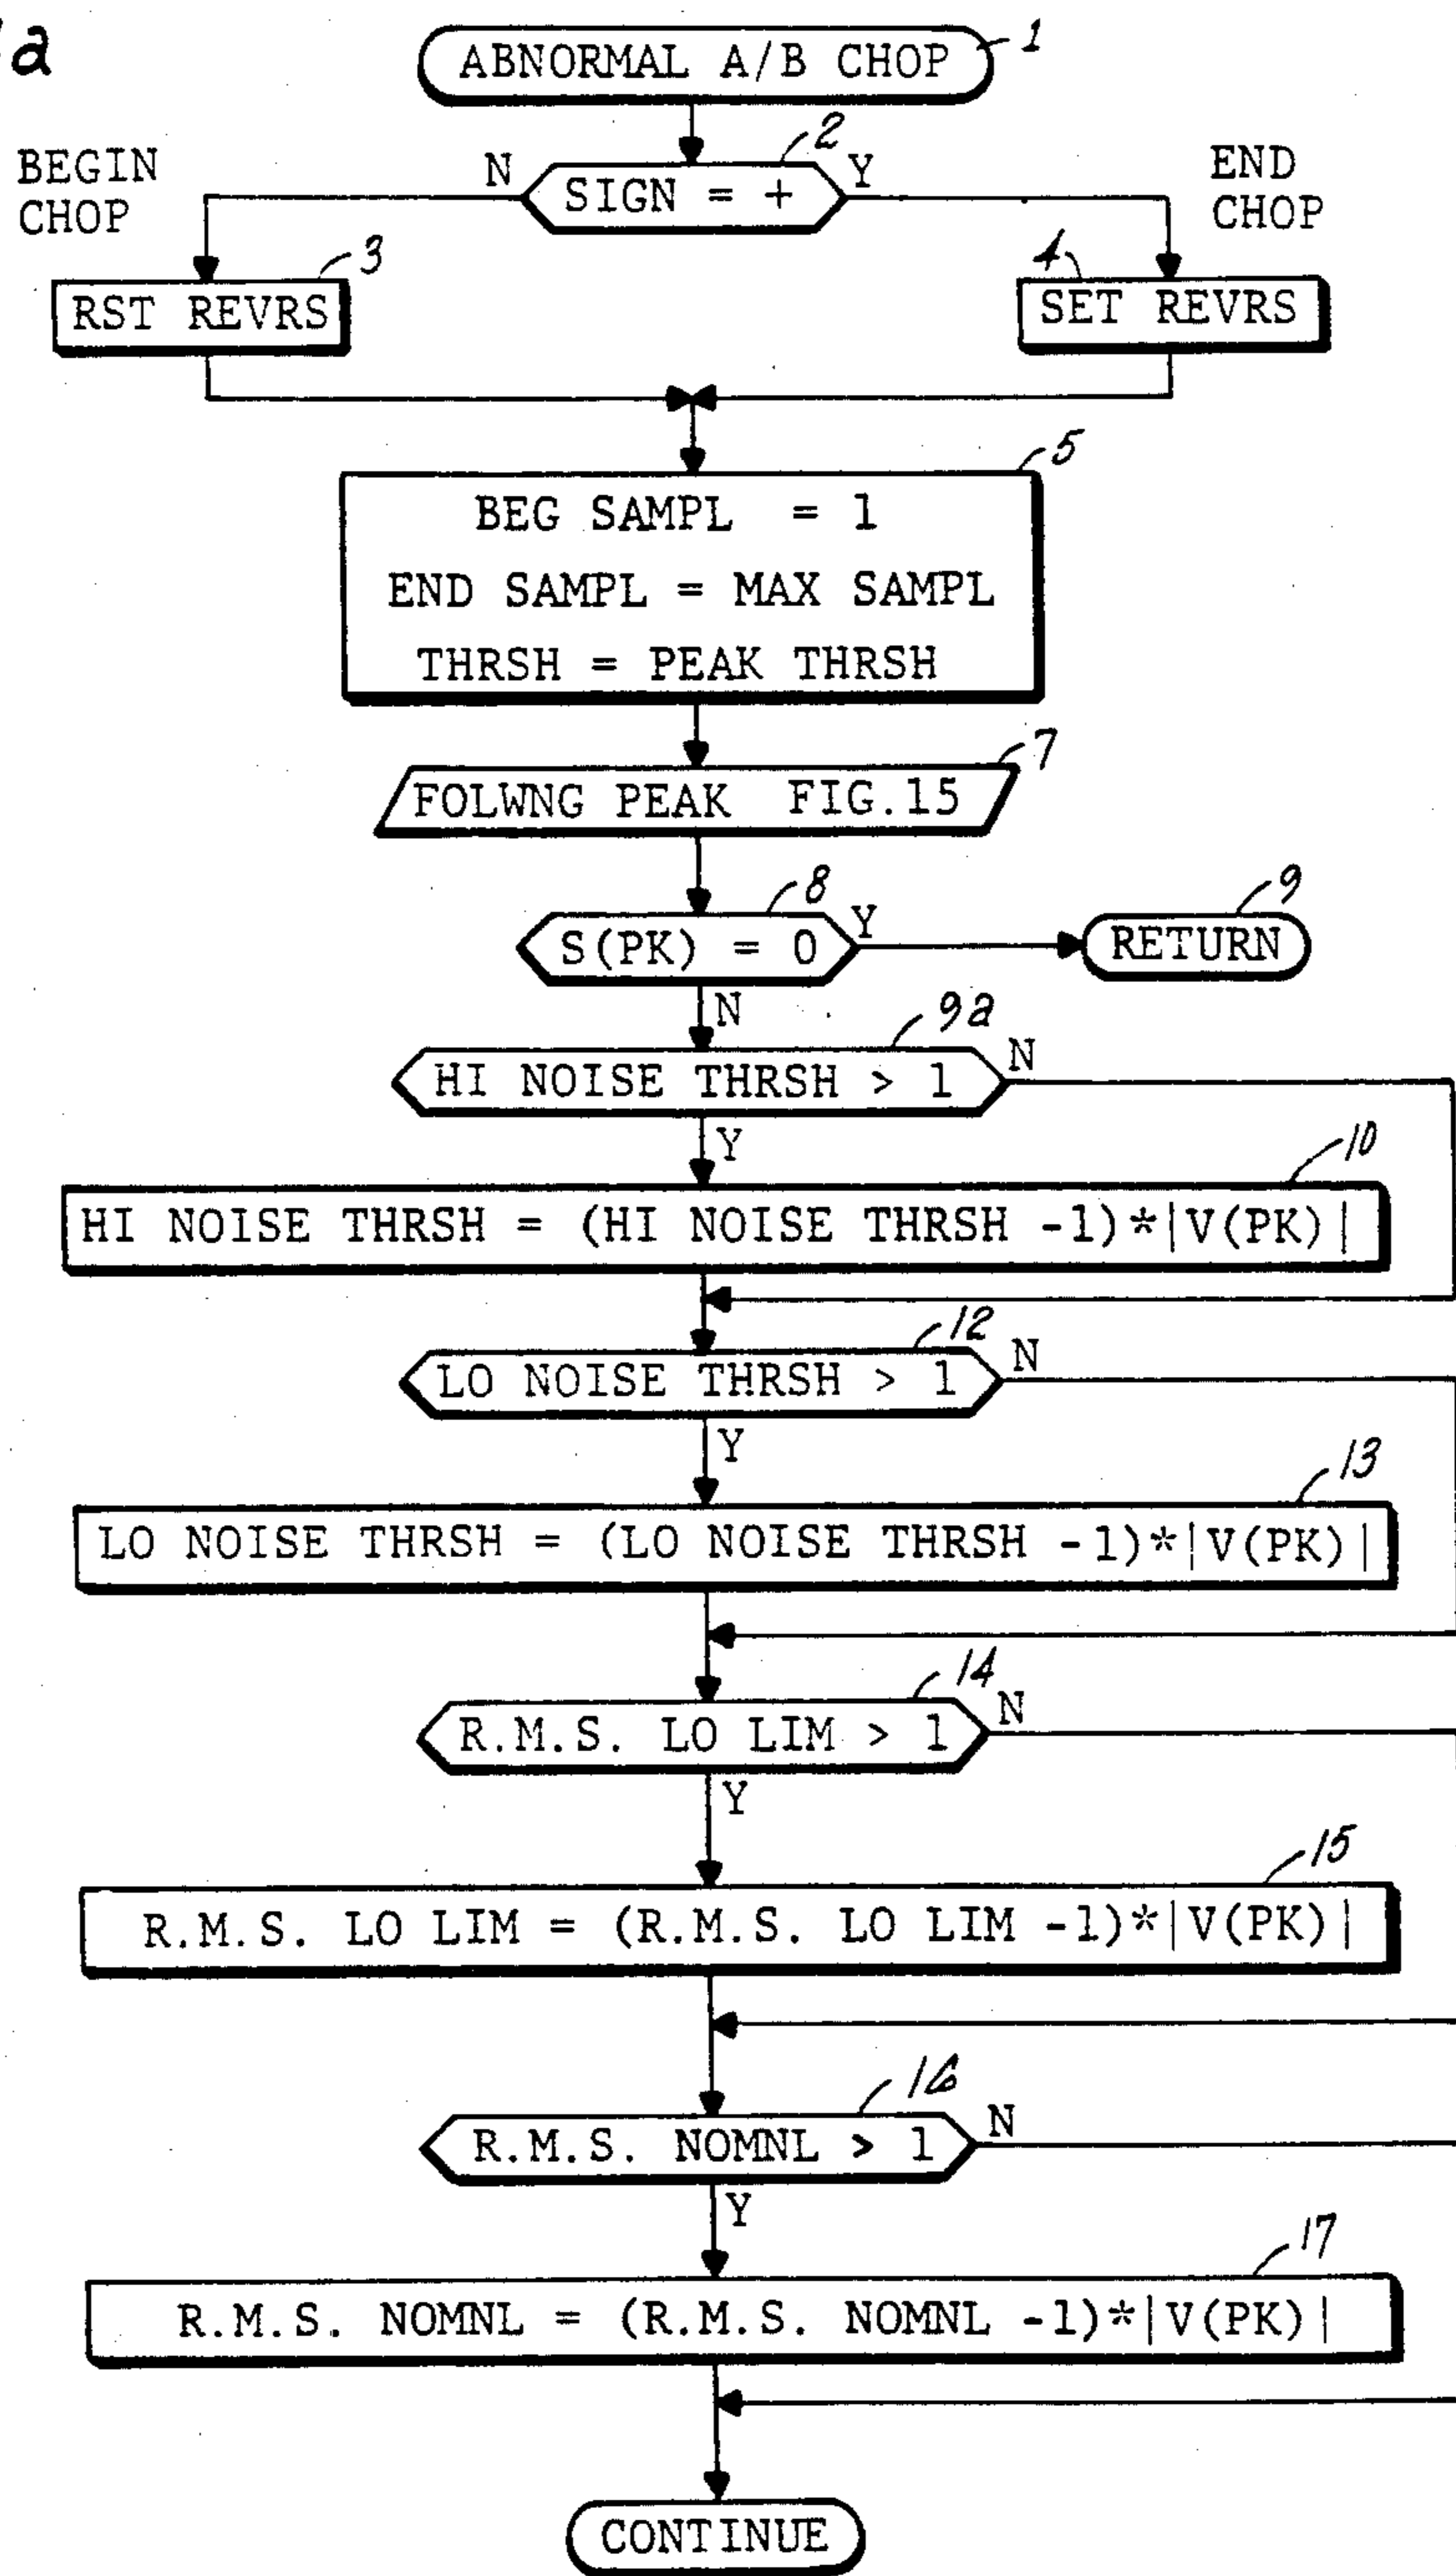 a
ABNORMAL A/B CHOP
1
BEGIN
CHOP
N
SIGN = +
2
Y
END
CHOP
RST REVRS
3
SET REVRS
4
5
BEG SAMPL = 1
END SAMPL = MAX SAMPL
THRSH = PEAK THRSH
FOLWNG PEAK FIG.15
7
S(PK) = 0
8
Y
RETURN
9
N
HI NOISE THRSH > 1
9a
N
Y
10
HI NOISE THRSH = (HI NOISE THRSH -1)*|V(PK)|
LO NOISE THRSH > 1
12
N
Y
13
LO NOISE THRSH = (LO NOISE THRSH -1)*|V(PK)|
R.M.S. LO LIM > 1
14
N
Y
15
R.M.S. LO LIM = (R.M.S. LO LIM -1)*|V(PK)|
R.M.S. NOMNL > 1
16
N
Y
17
R.M.S. NOMNL = (R.M.S. NOMNL -1)*|V(PK)|
CONTINUE